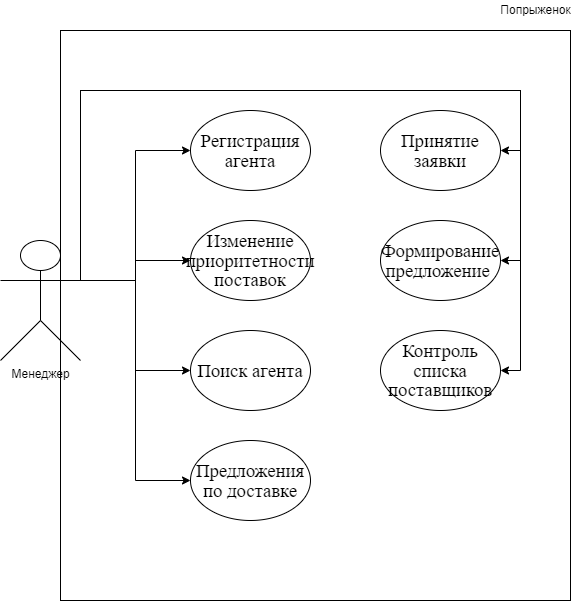 Попрыженок
Регистрация
агента
Принятие
заявки
Изменение
приоритетности
поставок
Формирование
предложение
Менеджер
Поиск агента
Контроль
списка
поставщиков
Предложения
по доставке